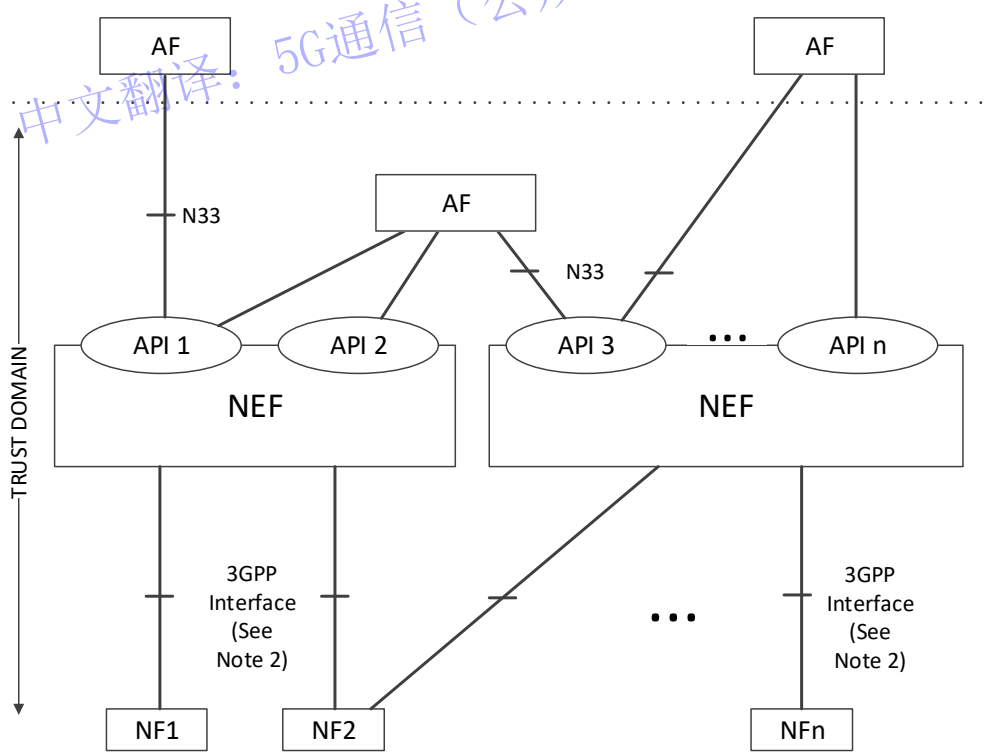 AF
AF
中文翻译：5G通信（公
AF
N33
N33
API 1
API 2
API 3
...
API n
NEF
NEF
TRUST DOMAIN
3GPP
Interface
(See
Note 2)
...
3GPP
Interface
(See
Note 2)
NF1
NF2
NFn